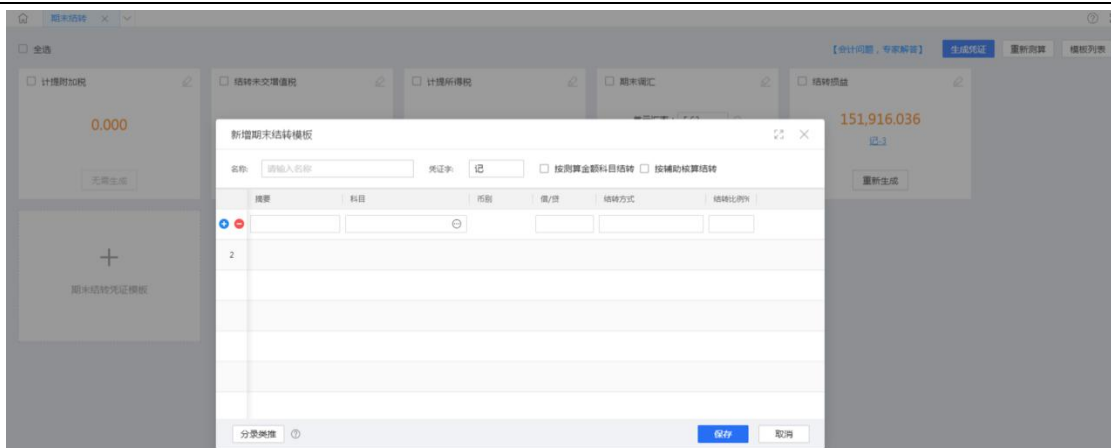 期末结转
全选
【会计问题，专家解答】 生成凭证 重新测算 模板列表
计提附加税 结转未交增值税 计提所得税 期末调汇 结转损益
0.000
151,916.036
记-3
无需生成
重新生成
期末结转凭证模板
新增期末结转模板
名称: 请输入名称 凭证字: 记 按测算金额科目结转 按辅助核算结转
摘要 科目 币别 借/贷 结转方式 结转比例%
2
分录类推 保存 取消